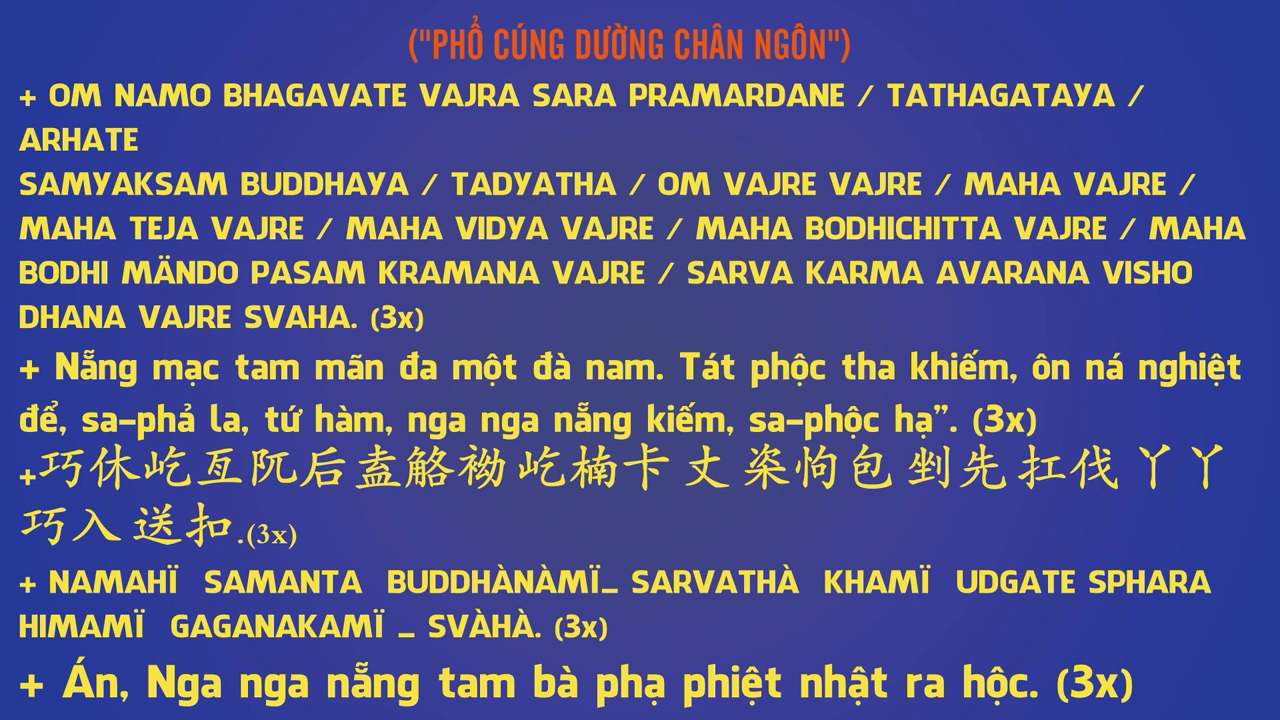 ("PHỔ CÚNG DƯỜNG CHÂN NGÔN")
+ OM NAMO BHAGAVATE VAJRA SARA PRAMARDANE / TATHAGATAYA /
ARHATE
SAMYAKSAM BUDDHAYA / TADYATHA / OM VAJRE VAJRE / MAHA VAJRE /
MAHA TEJA VAJRE / MAHA VIDYA VAJRE / MAHA BODHICHITTA VAJRE / MAHA
BODHI MÄNDO PASAM KRAMANA VAJRE / SARVA KARMA AVARANA VISHO
DHANA VAJRE SVAHA. (3x)
+ Nẵng mạc tam mãn đa một đà nam. Tát phộc tha khiếm, ôn ná nghiệt
để, sa-phả la, tứ hàm, nga nga nẵng kiếm, sa-phộc hạ”. (3x)
+巧休屹亙阢后盍觡袎屹楠卡丈楶怐包剉先扛伐丫丫
巧入送扣.(3x)
+ NAMAHÏ SAMANTA BUDDHÀNÀMÏ_ SARVATHÀ KHAMÏ UDGATE SPHARA
HIMAMÏ GAGANAKAMÏ _ SVÀHÀ. (3x)
+ Án, Nga nga nẵng tam bà phạ phiệt nhật ra hộc. (3x)